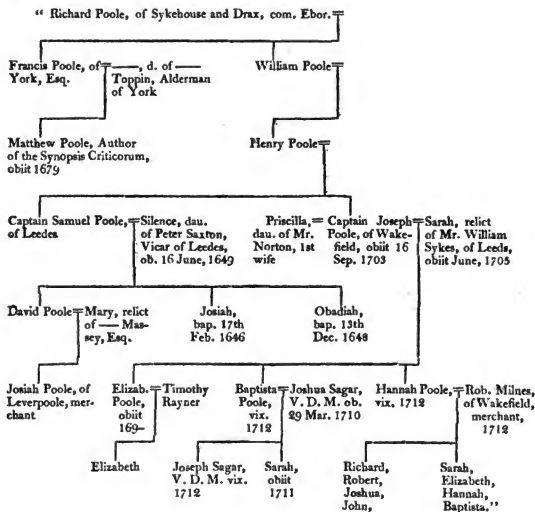 " Richard Poole, of Sykehouse and Drax, com. Ebor.
Francis Poole, of
York, Esq.
——, d. of —
Toppin, Alderman
of York
William Poole
Matthew Poole, Author
of the Synopsis Criticorum,
obiit 1679
Henry Poole
Captain Samuel Poole,
of Leedes
Silence, dau.
of Peter Saxton,
Vicar of Leedes,
ob. 16 June, 1649
Priscilla,
dau. of Mr.
Norton, 1st
wife
Captain Joseph
Poole, of Wake-
field, obiit 16
Sep. 1703
Sarah, relict
of Mr. William
Sykes, of Leeds,
obiit June, 1705
David Poole
Mary, relict
of —— Mas-
sey, Esq.
Josiah,
bap. 17th
Feb. 1646
Obadiah,
bap. 13th
Dec. 1648
Josiah Poole, of
Leverpoole, mer-
chant
Elizab.
Poole,
obiit
169-
Timothy
Rayner
Baptista
Poole,
vix.
1712
Joshua Sagar,
V. D. M. ob.
29 Mar. 1710
Hannah Poole,
vix. 1712
Rob. Milnes,
of Wakefield,
merchant,
1712
Elizabeth
Joseph Sagar,
V. D. M. vix.
1712
Sarah,
obiit
1711
Richard,
Robert,
Joshua,
John,
Sarah,
Elizabeth,
Hannah,
Baptista."